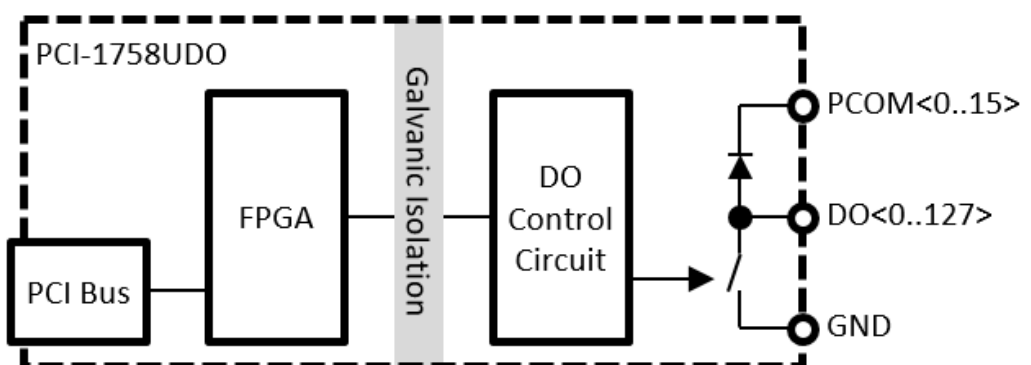 PCI-1758UDO
PCI Bus
FPGA
Galvanic Isolation
DO
Control
Circuit
PCOM<0..15>
DO<0..127>
GND